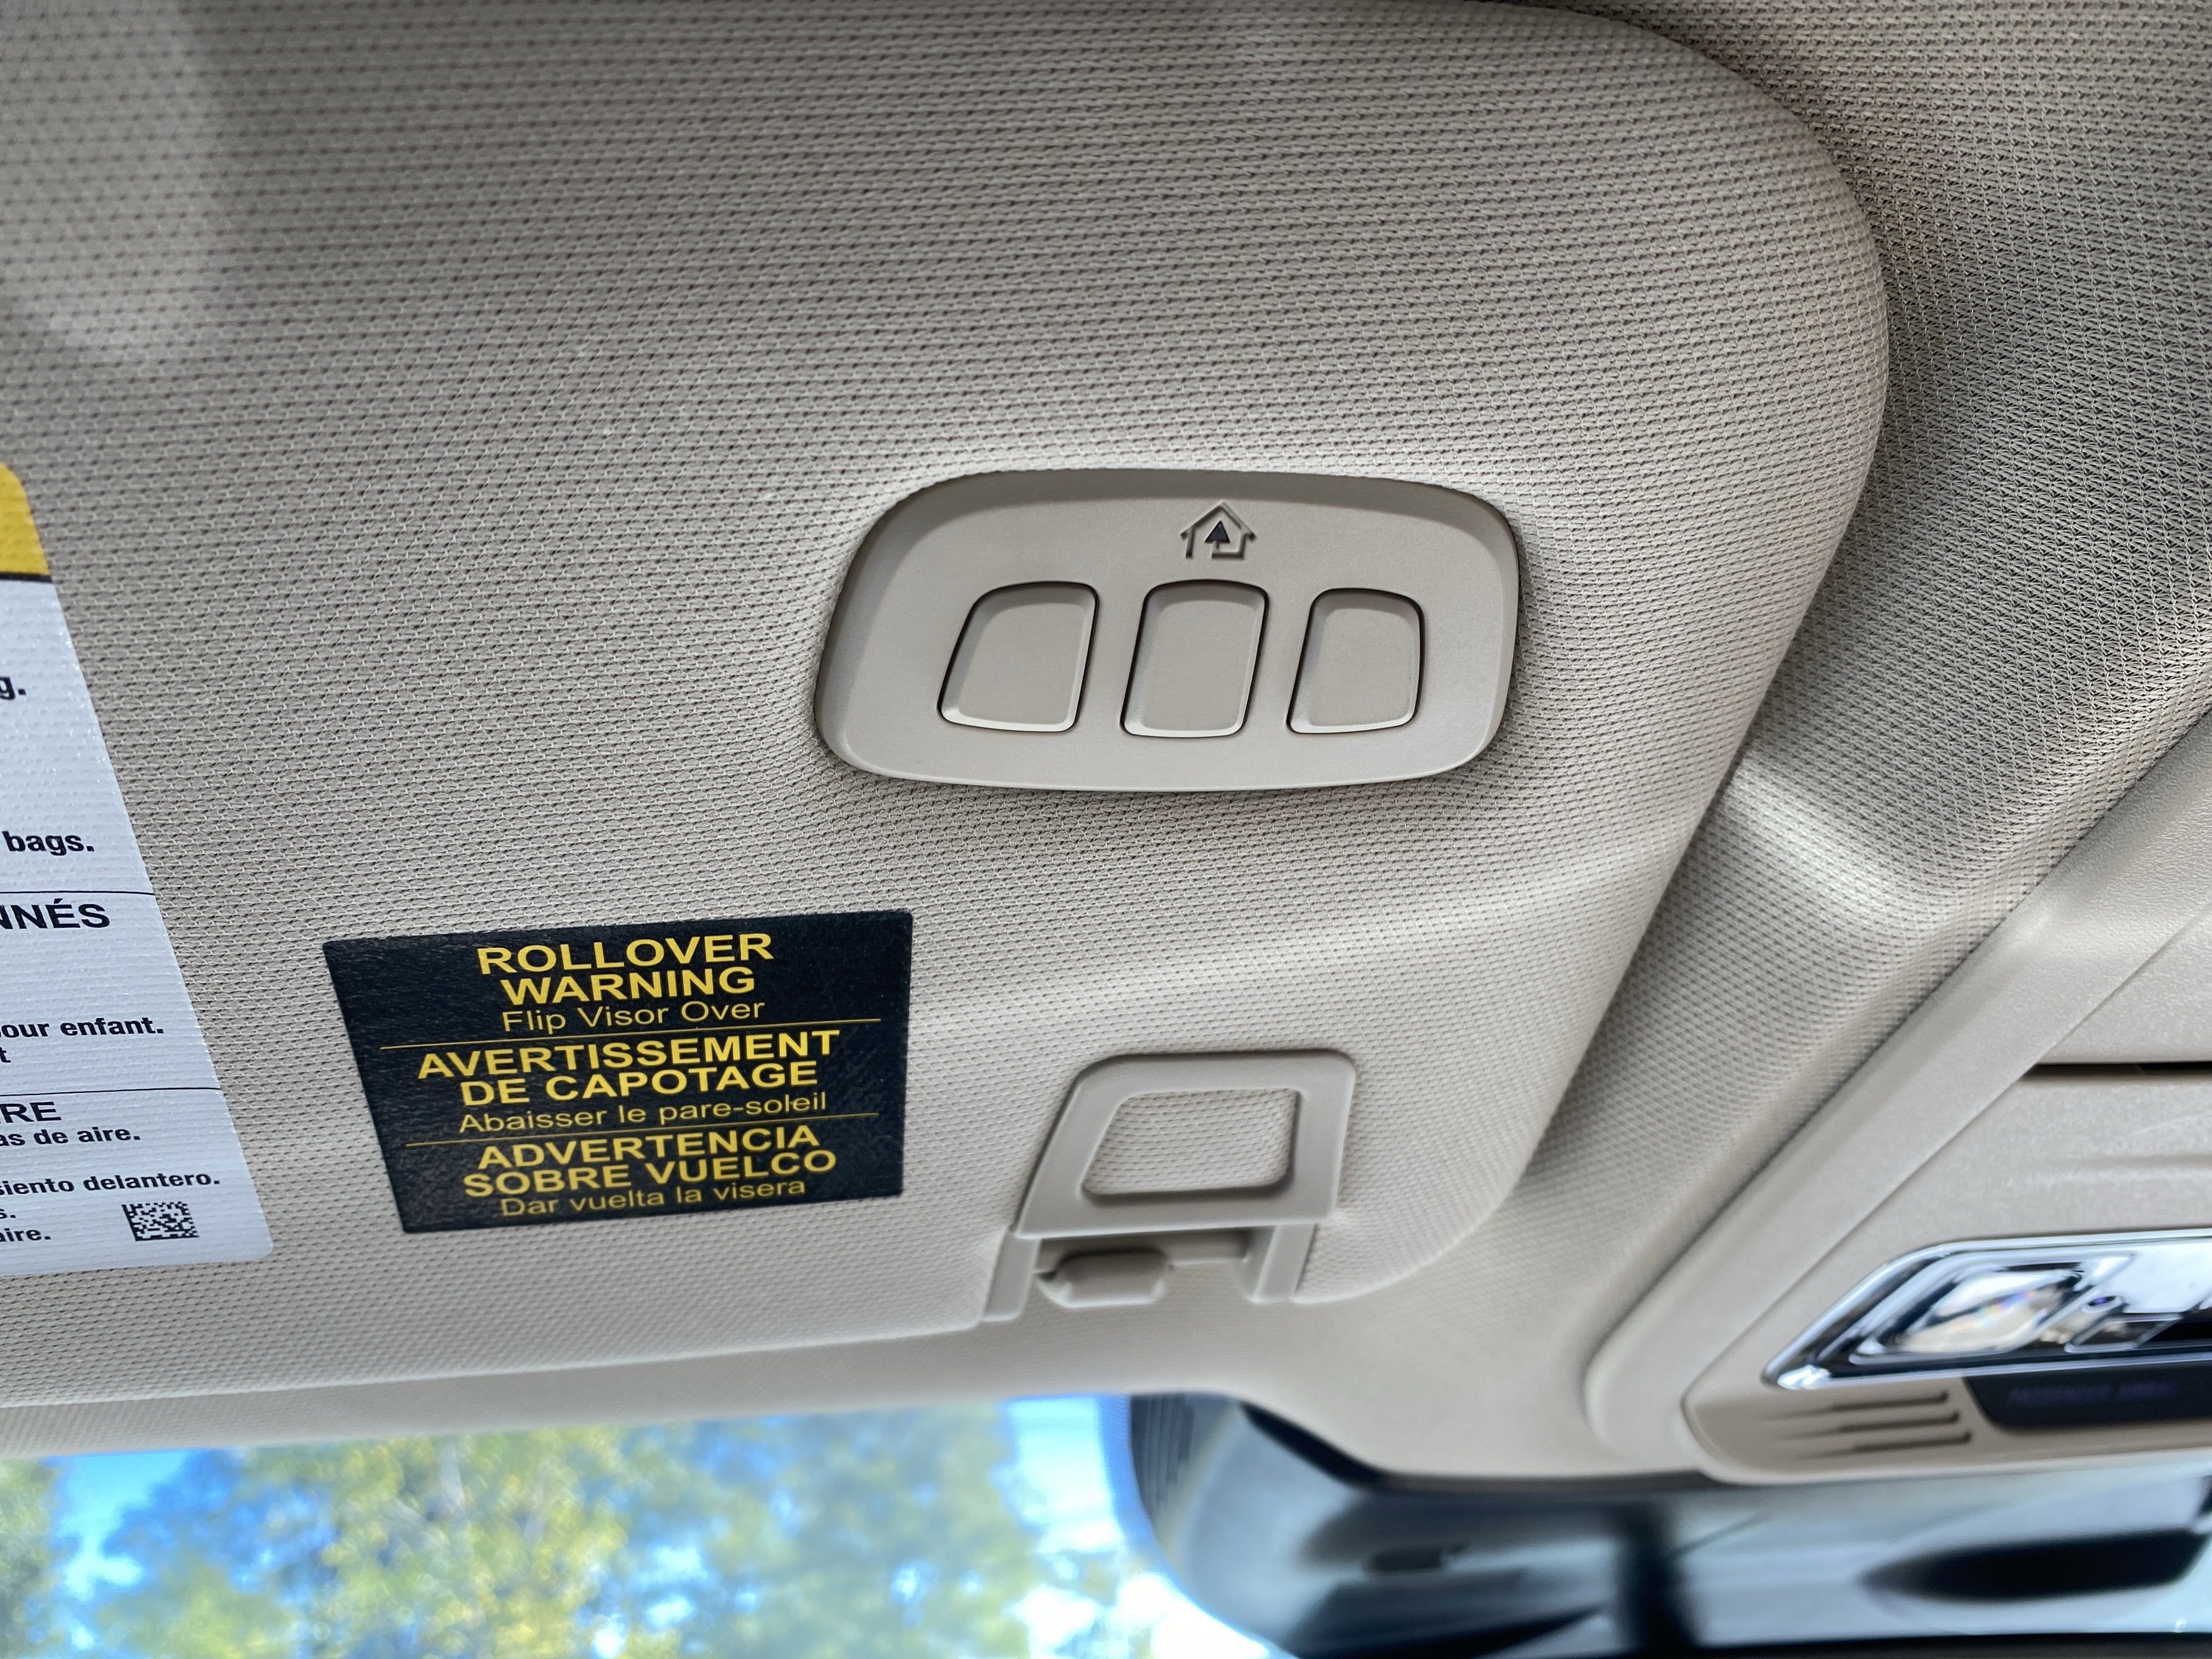 g.
bags.
NNÉS
our enfant.
t
RE
as de aire.
siento delantero.
s.
aire.
ROLLOVER
WARNING
Flip Visor Over
AVERTISSEMENT
DE CAPOTAGE
Abaisser le pare-soleil
ADVERTENCIA
SOBRE VUELCO
Dar vuelta la visera